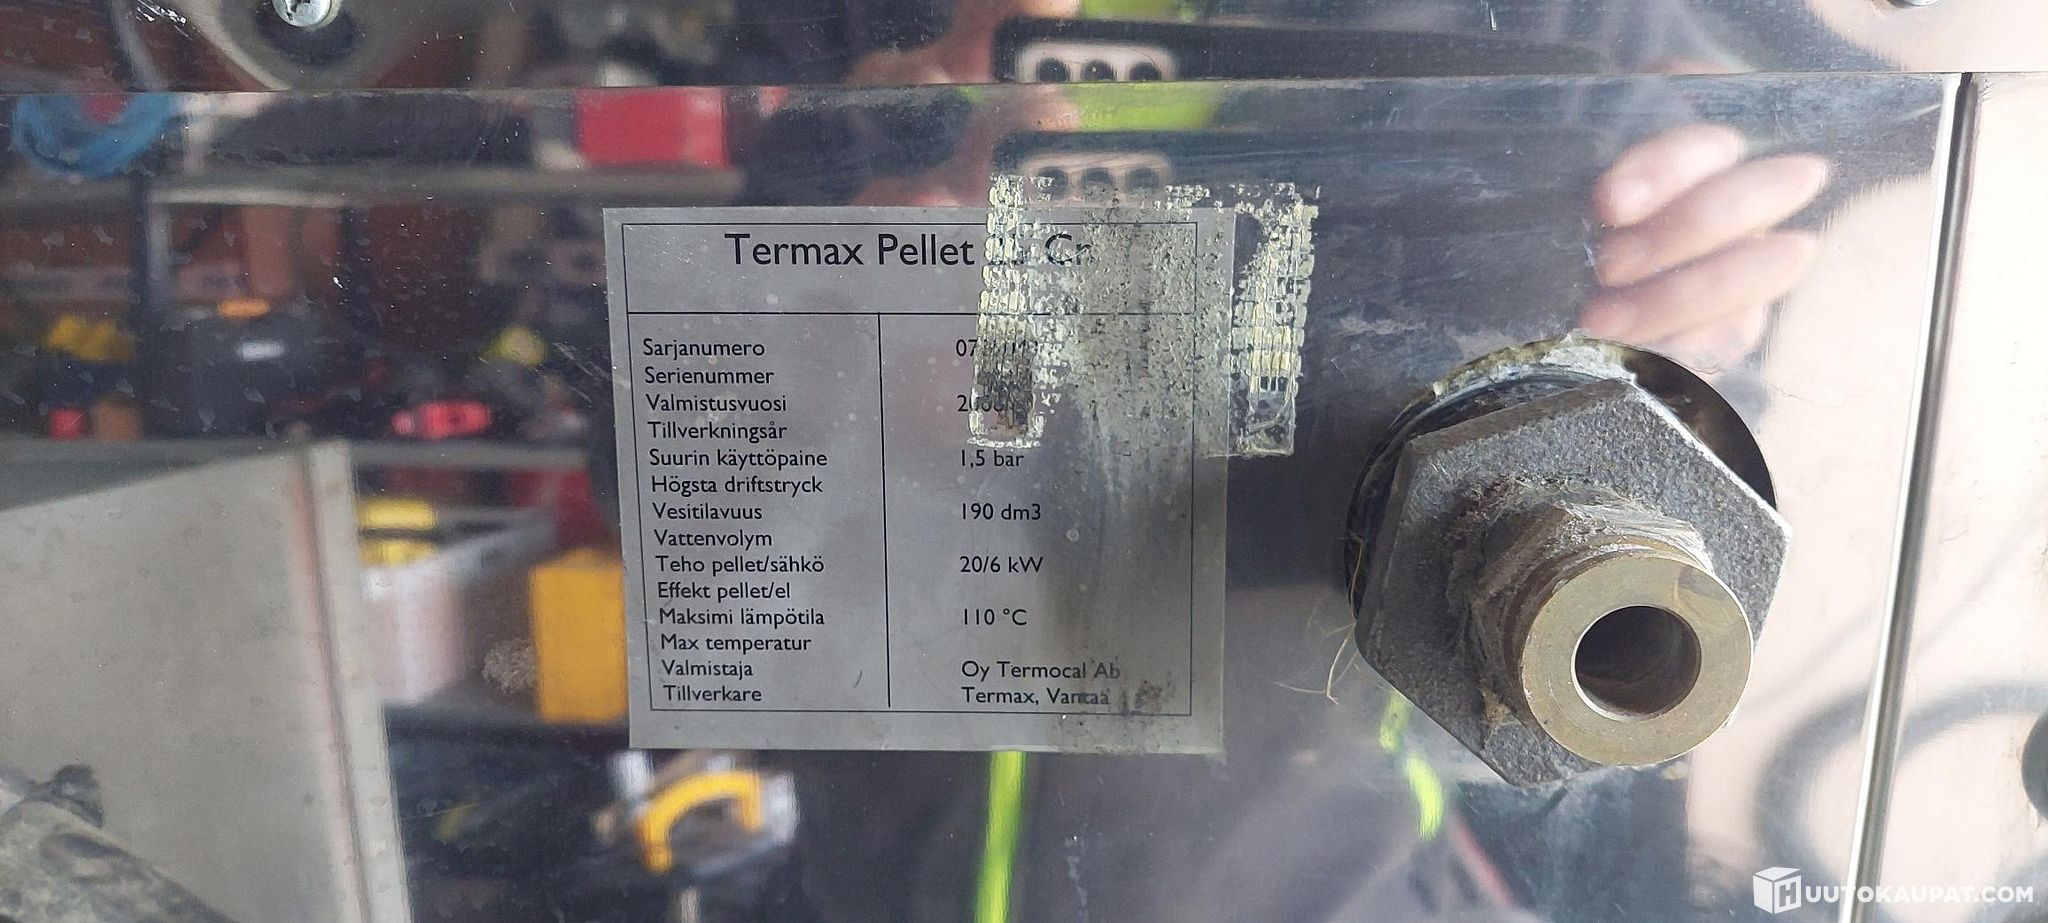 Termax Pellet
Sarjanumero
Serienummer
Valmistusvuosi
Tillverkningsår
Suurin käyttöpaine 1,5 bar
Högsta driftstryck
Vesitilavuus 190 dm3
Vattenvolym
Teho pellet/sähkö 20/6 kW
Effekt pellet/el
Maksimi lämpötila 110 °C
Max temperatur
Valmistaja Oy Termocal Ab
Tillverkare Termax, Vantaa
HUUTOKAUPAT.COM